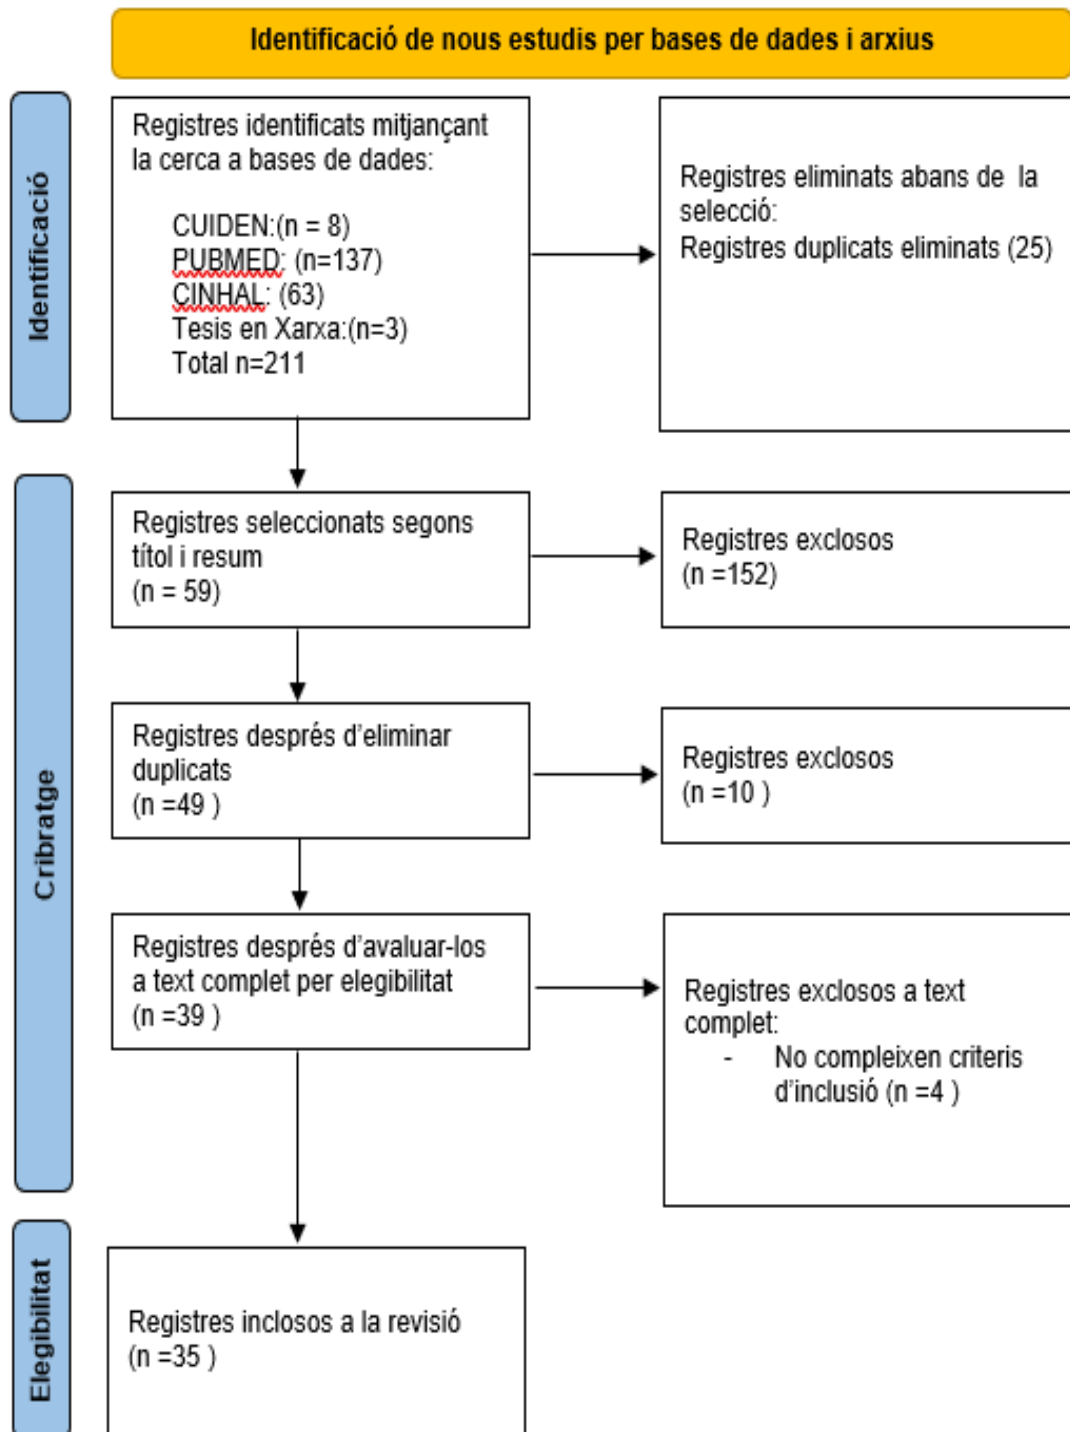 Identificació de nous estudis per bases de dades i arxius
Identificació
Registres identificats mitjançant
la cerca a bases de dades:
CUIDEN:(n = 8)
PUBMED: (n=137)
CINHAL: (63)
Tesis en Xarxa:(n=3)
Total n=211
Registres eliminats abans de la
selecció:
Registres duplicats eliminats (25)
Cribratge
Registres seleccionats segons
títol i resum
(n = 59)
Registres exclosos
(n =152)
Registres després d’eliminar
duplicats
(n =49 )
Registres exclosos
(n =10 )
Registres després d’avaluar-los
a text complet per elegibilitat
(n =39 )
Registres exclosos a text
complet:
- No compleixen criteris
d’inclusió (n =4 )
Elegibilitat
Registres inclosos a la revisió
(n =35 )